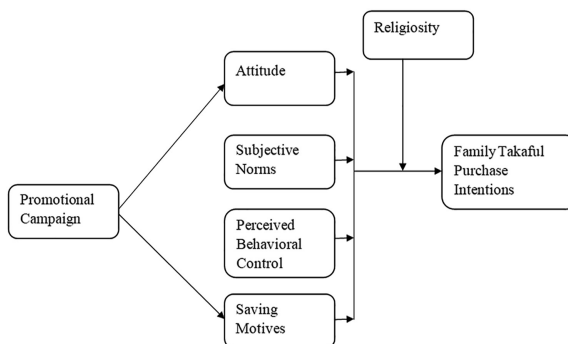 Religiosity
Attitude
Subjective
Norms
Family Takaful
Purchase
Intentions
Promotional
Campaign
Perceived
Behavioral
Control
Saving
Motives